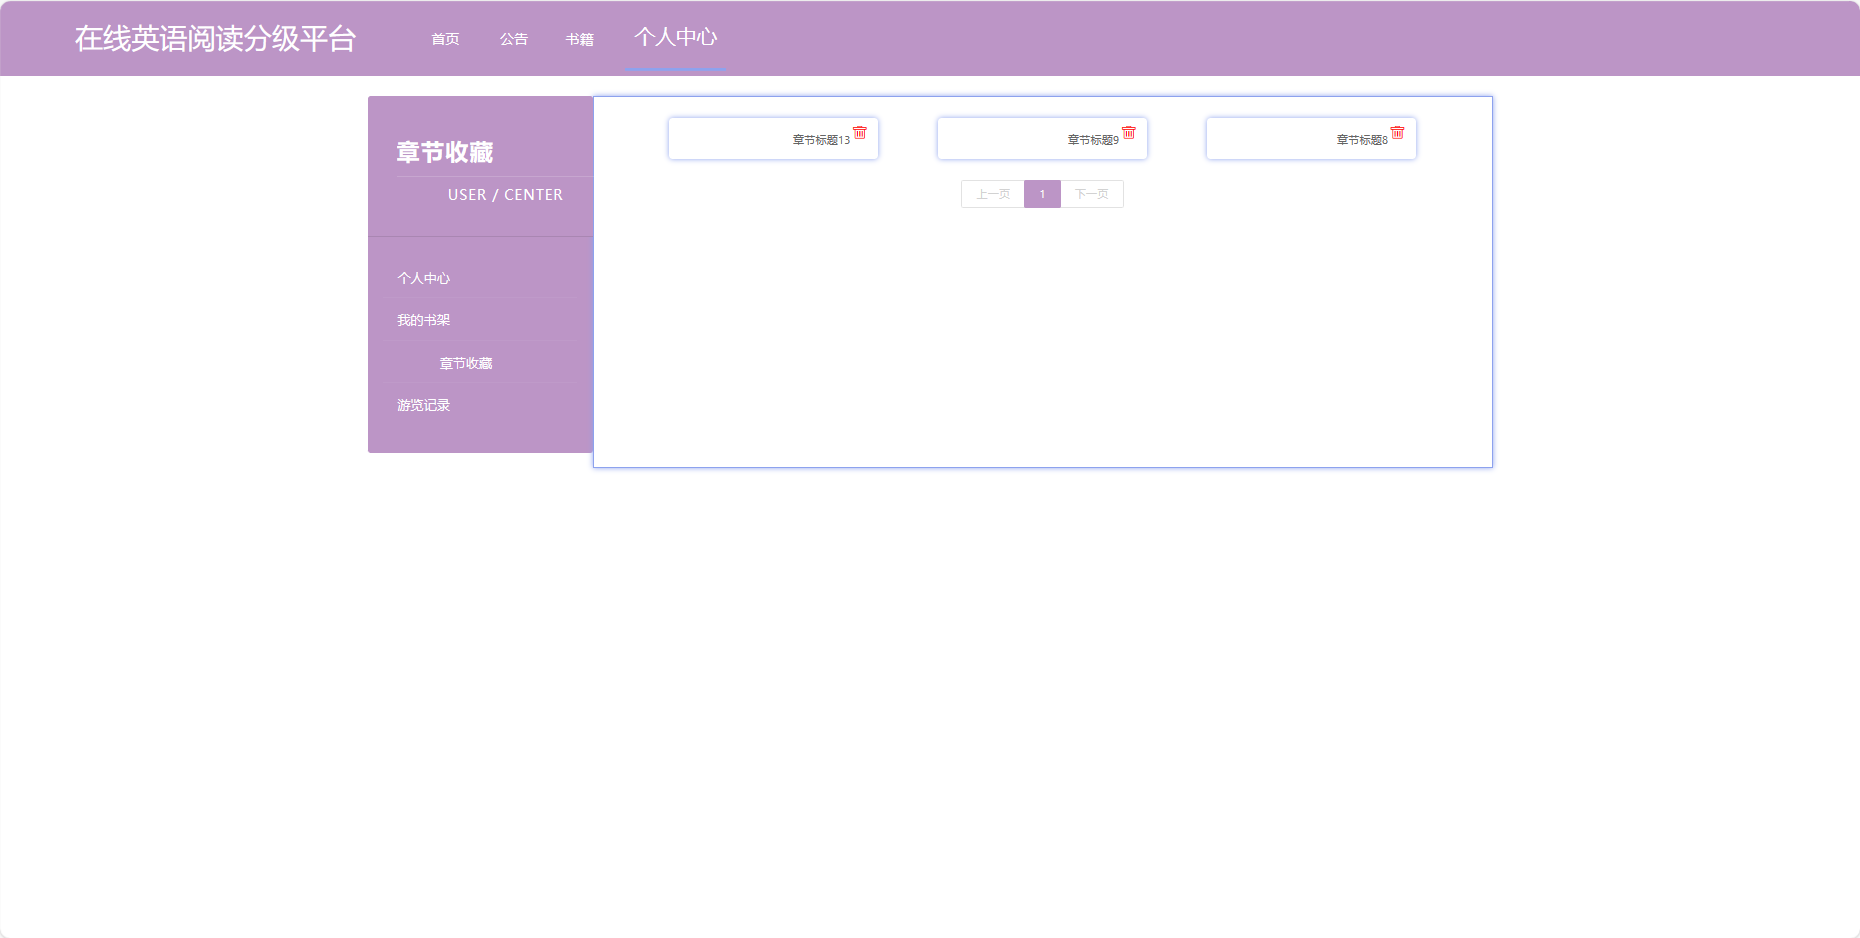 在线英语阅读分级平台
首页 公告 书籍 个人中心
章节收藏
USER / CENTER
个人中心
我的书架
章节收藏
游览记录
章节标题13 章节标题9 章节标题8
上一页 1 下一页